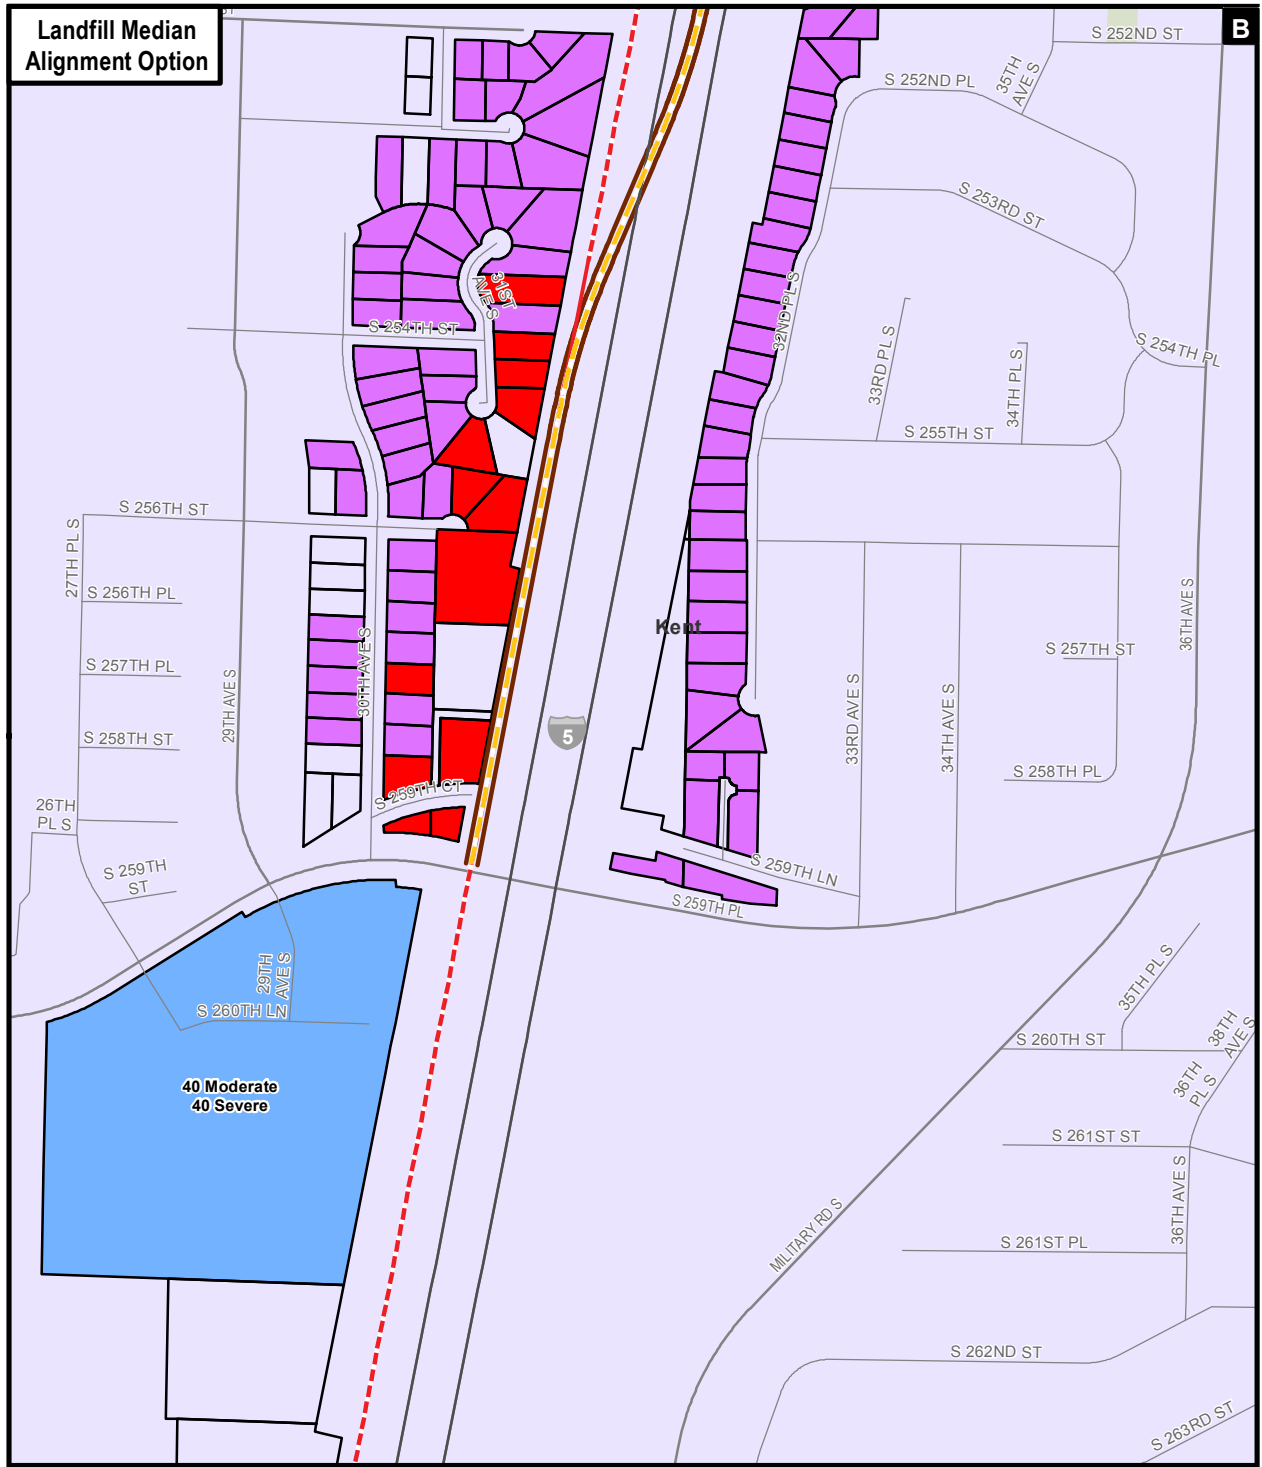 Landfill Median
Alignment Option
B
ST
S 252ND ST
S 252ND PL
35TH
AVE S
S 253RD ST
31ST
AVE S
S 254TH ST
32ND PL S
33RD PL S
34TH PL S
S 254TH PL
S 255TH ST
S 256TH ST
27TH PL S
S 256TH PL
36TH AVE S
Kent
S 257TH ST
S 257TH PL
30TH AVE S
29TH AVE S
33RD AVE S
34TH AVE S
5
S 258TH ST
S 258TH PL
S 259TH CT
26TH
PL S
S 259TH
ST
S 259TH LN
S 259TH PL
29TH
AVE S
S 260TH LN
35TH PL S
S 260TH ST
38TH
AVE S
36TH
PL S
40 Moderate
40 Severe
S 261ST ST
36TH AVE S
MILITARY RD S
S 261ST PL
S 262ND ST
S 263RD ST